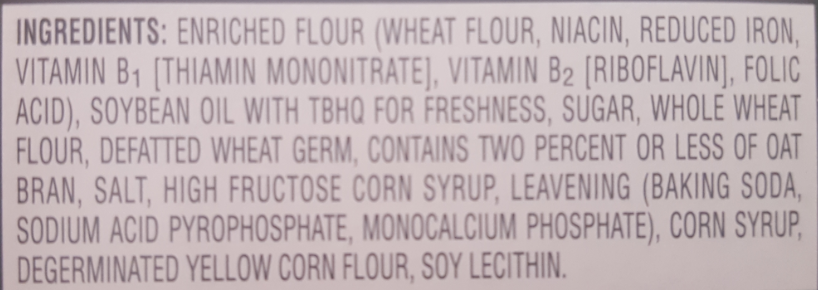 INGREDIENTS: ENRICHED FLOUR (WHEAT FLOUR, NIACIN, REDUCED IRON,
VITAMIN B1 [THIAMIN MONONITRATE], VITAMIN B2 [RIBOFLAVIN], FOLIC
ACID), SOYBEAN OIL WITH TBHQ FOR FRESHNESS, SUGAR, WHOLE WHEAT
FLOUR, DEFATTED WHEAT GERM, CONTAINS TWO PERCENT OR LESS OF OAT
BRAN, SALT, HIGH FRUCTOSE CORN SYRUP, LEAVENING (BAKING SODA,
SODIUM ACID PYROPHOSPHATE, MONOCALCIUM PHOSPHATE), CORN SYRUP,
DEGERMINATED YELLOW CORN FLOUR, SOY LECITHIN.